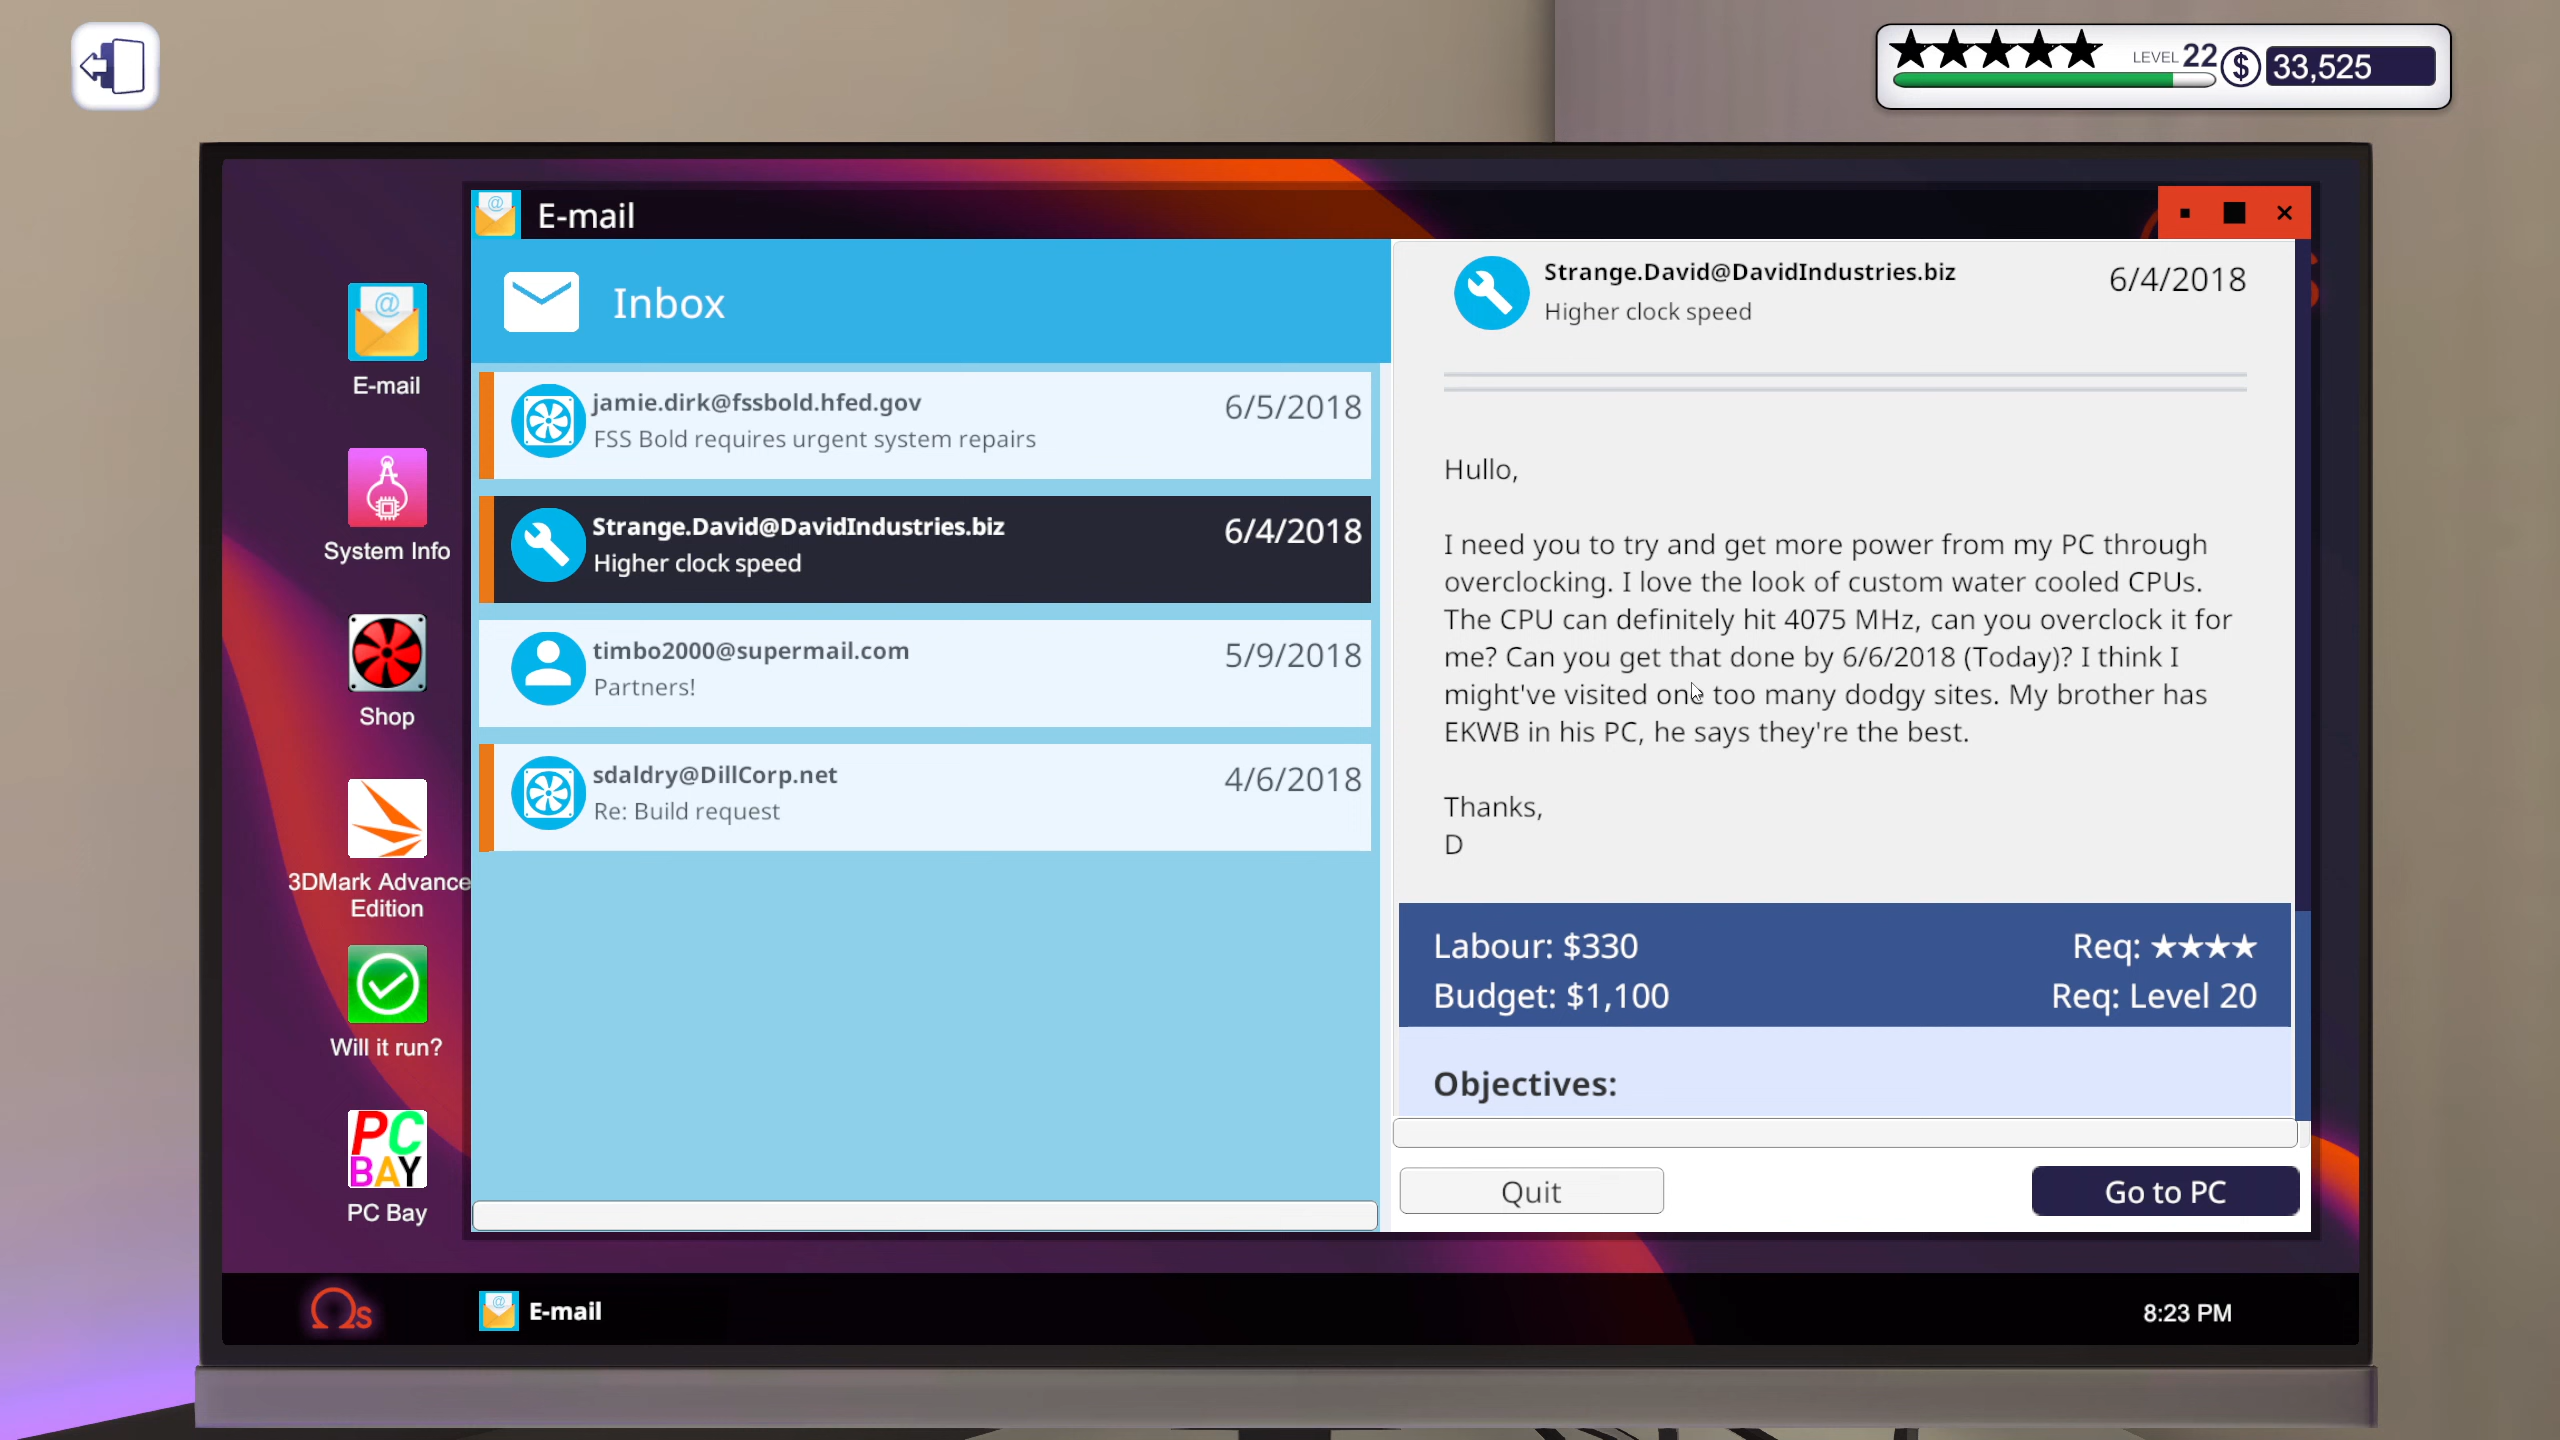 LEVEL 22
33,525
E-mail
Inbox
jamie.dirk@fssbold.hfed.gov
6/5/2018
FSS Bold requires urgent system repairs
Strange.David@DavidIndustries.biz
6/4/2018
Higher clock speed
timbo2000@supermail.com
5/9/2018
Partners!
sdaldry@DillCorp.net
4/6/2018
Re: Build request
Strange.David@DavidIndustries.biz
6/4/2018
Higher clock speed
Hullo,
I need you to try and get more power from my PC through
overclocking. I love the look of custom water cooled CPUs.
The CPU can definitely hit 4075 MHz, can you overclock it for
me? Can you get that done by 6/6/2018 (Today)? I think I
might've visited one too many dodgy sites. My brother has
EKWB in his PC, he says they're the best.
Thanks,
D
Labour: $330
Req: ★★★★
Budget: $1,100
Req: Level 20
Objectives:
Quit
Go to PC
E-mail
System Info
Shop
3DMark Advance
Edition
Will it run?
PC
BAY
PC Bay
Ωs
E-mail
8:23 PM